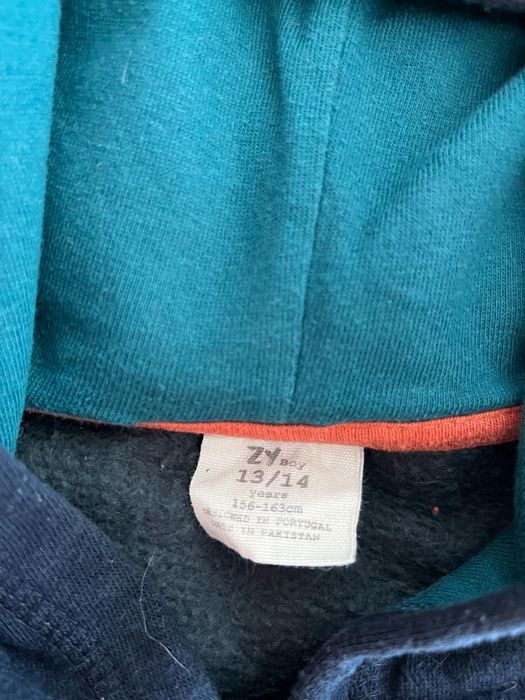 ZY Boy
13/14
years
156-163cm
DESIGNED IN PORTUGAL
MADE IN PAKISTAN